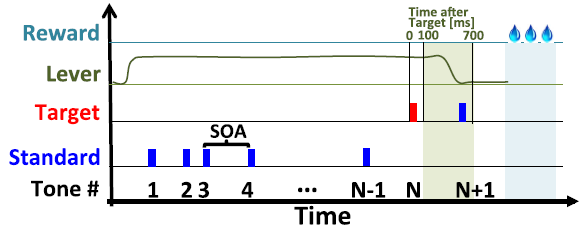 Time after
Target [ms]
0 100 700
Reward
Lever
Target
SOA
Standard
Tone # 1 2 3 4 ... N-1 N N+1
Time